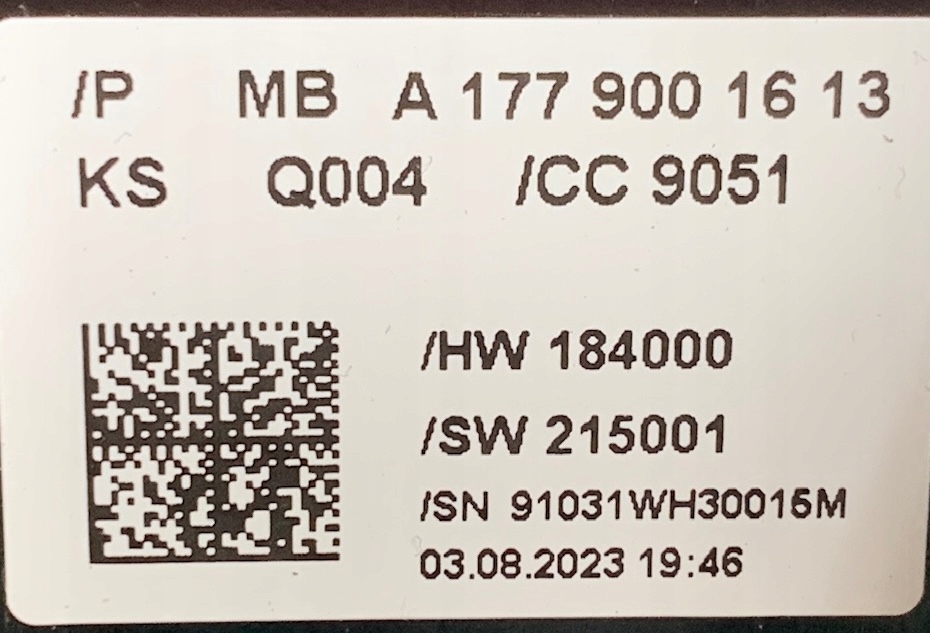 /P MB A 177 900 16 13
KS Q004 /CC 9051
/HW 184000
/SW 215001
/SN 91031WH30015M
03.08.2023 19:46